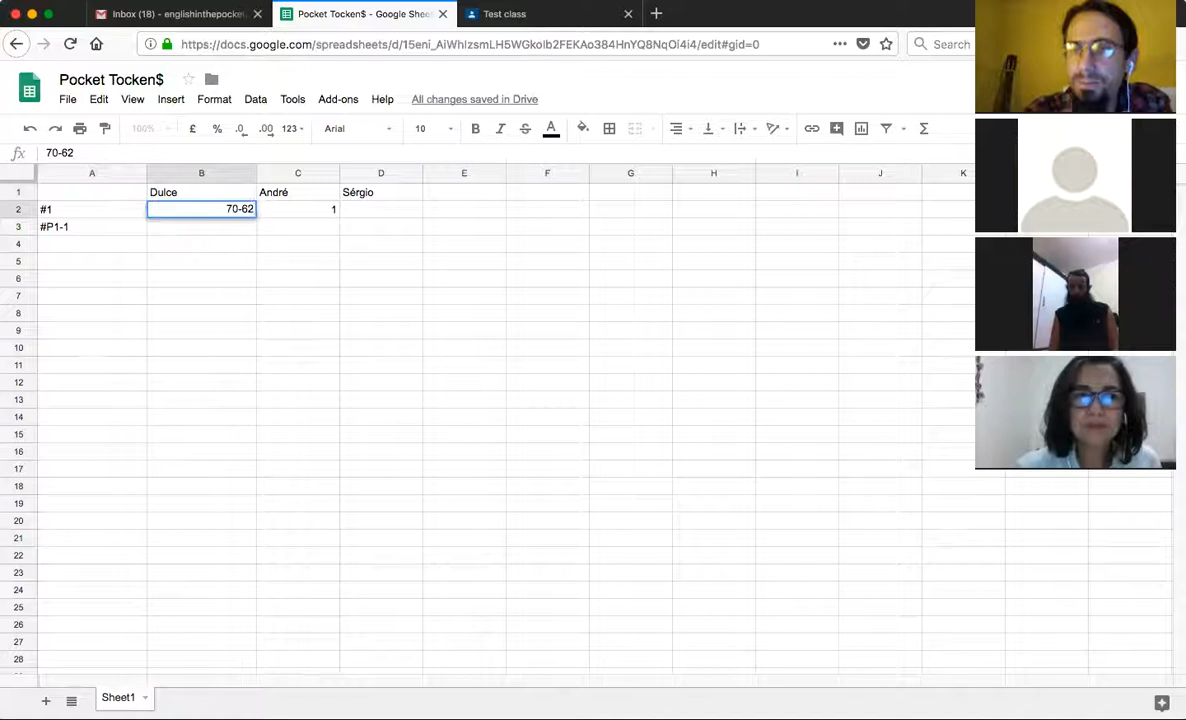 Inbox (18) - englishinthepocket
Pocket Tocken$ - Google Shee
Test class
https://docs.google.com/spreadsheets/d/15eni_AiWhIzsmLH5WGkolb2FEKAo384HnYQ8NqOi4i4/edit#gid=0
Search
Pocket Tocken$
File Edit View Insert Format Data Tools Add-ons Help All changes saved in Drive
100% £ % .0 .00 123 Arial 10 B I S A Σ
fx 70-62
A B C D E F G H I J K
1 Dulce André Sérgio
2 #1 70-62 1
3 #P1-1
4
5
6
7
8
9
10
11
12
13
14
15
16
17
18
19
20
21
22
23
24
25
26
27
28
Sheet1